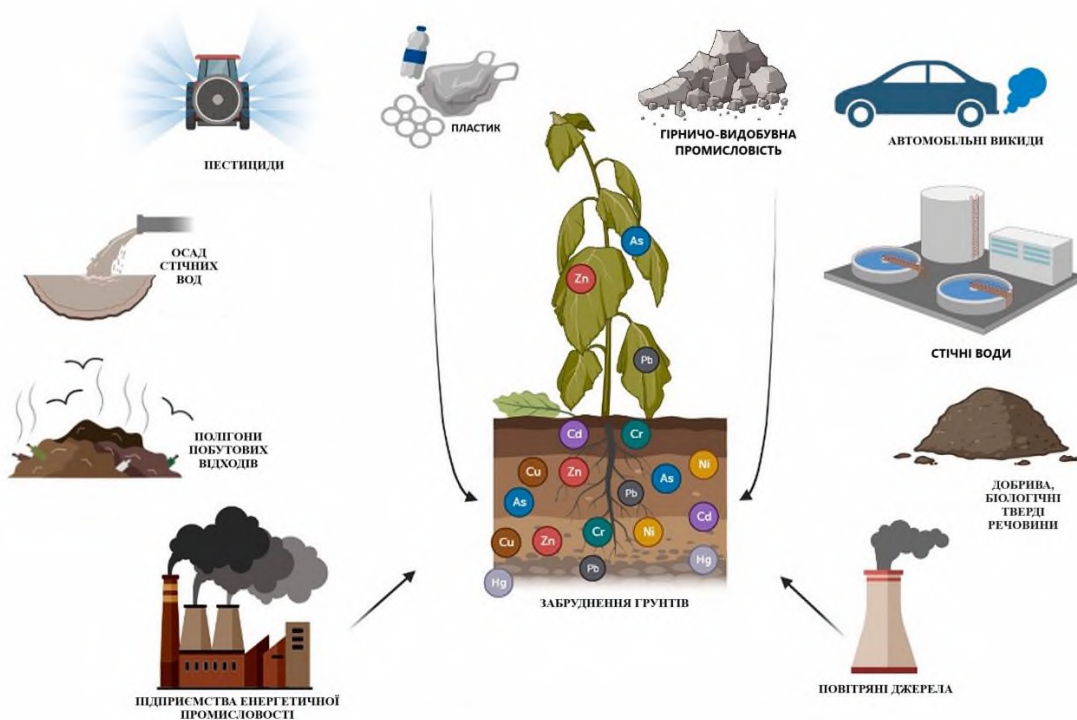 ПЕСТИЦИДИ
ПЛАСТИК
ГІРНИЧО-ВИДОБУВНА
ПРОМИСЛОВІСТЬ
АВТОМОБІЛЬНІ ВИКИДИ
ОСАД
СТІЧНИХ
ВОД
As
Zn
Pb
СТІЧНІ ВОДИ
ПОЛІГОНИ
ПОБУТОВИХ
ВІДХОДІВ
Cd
Cr
Cu
Zn
As
Ni
As
Pb
Cd
Cu
Zn
Cr
Ni
Hg
Pb
Hg
ДОБРИВА,
БІОЛОГІЧНІ
ТВЕРДІ
РЕЧОВИНИ
ЗАБРУДНЕННЯ ГРУНТІВ
ПІДПРИЄМСТВА ЕНЕРГЕТИЧНОЇ
ПРОМИСЛОВОСТІ
ПОВІТРЯНІ ДЖЕРЕЛА